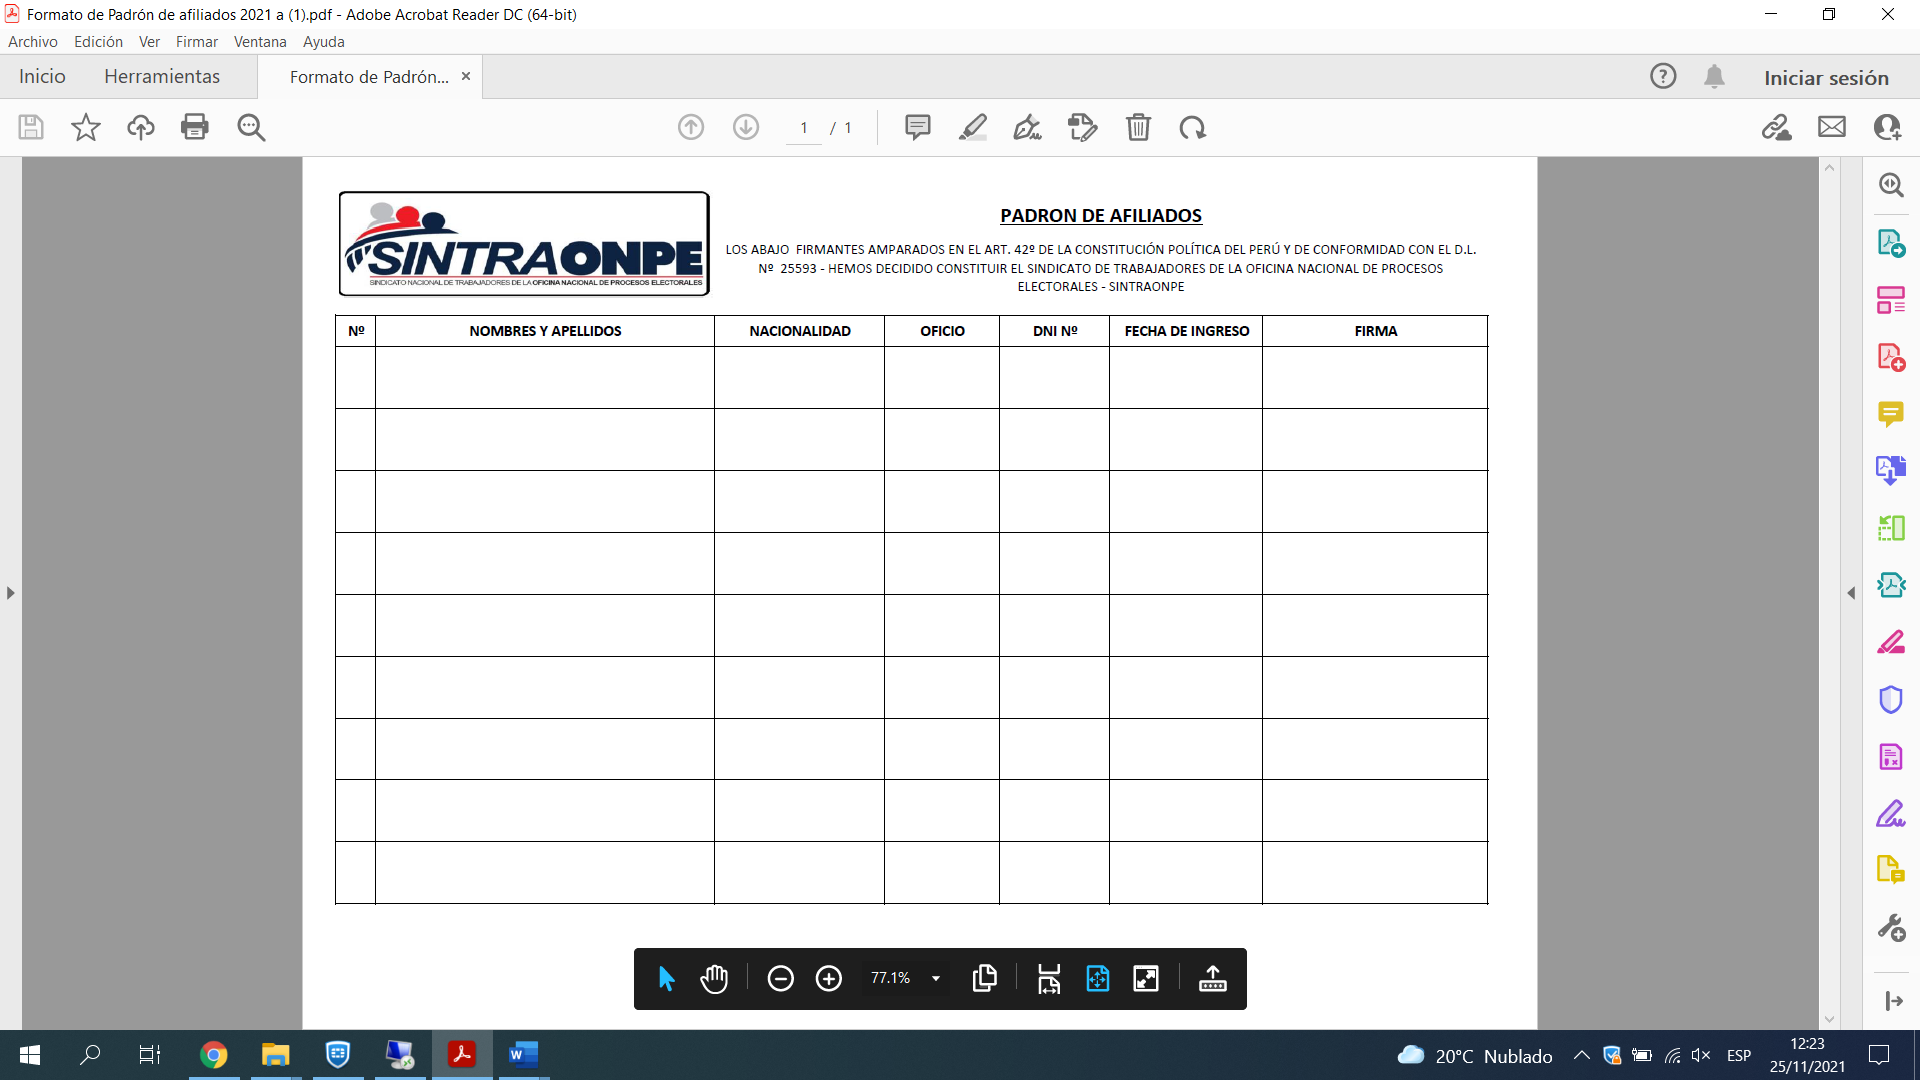 Formato de Padrón de afiliados 2021 a (1).pdf - Adobe Acrobat Reader DC (64-bit)
Archivo Edición Ver Firmar Ventana Ayuda
Inicio Herramientas Formato de Padrón... × Iniciar sesión
1 / 1
SINTRAONPE
SINDICATO NACIONAL DE TRABAJADORES DE LA OFICINA NACIONAL DE PROCESOS ELECTORALES
PADRON DE AFILIADOS
LOS ABAJO FIRMANTES AMPARADOS EN EL ART. 42º DE LA CONSTITUCIÓN POLÍTICA DEL PERÚ Y DE CONFORMIDAD CON EL D.L.
Nº 25593 - HEMOS DECIDIDO CONSTITUIR EL SINDICATO DE TRABAJADORES DE LA OFICINA NACIONAL DE PROCESOS
ELECTORALES - SINTRAONPE
Nº NOMBRES Y APELLIDOS NACIONALIDAD OFICIO DNI Nº FECHA DE INGRESO FIRMA
77.1%
20°C Nublado ESP 12:23
25/11/2021